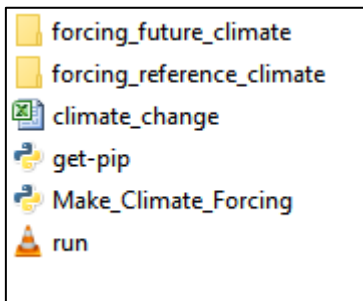 forcing_future_climate
forcing_reference_climate
climate_change
get-pip
Make_Climate_Forcing
run